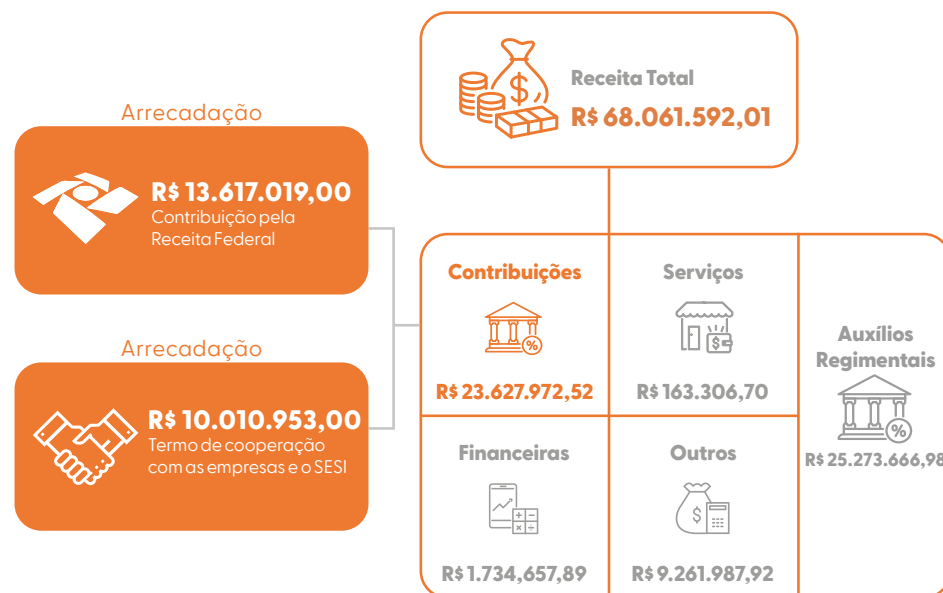 Receita Total
R$ 68.061.592,01
Arrecadação
R$ 13.617.019,00
Contribuição pela
Receita Federal
Arrecadação
R$ 10.010.953,00
Termo de cooperação
com as empresas e o SESI
Contribuições
%
R$ 23.627.972,52
Serviços
$
R$ 163.306,70
Auxílios
Regimentais
%
R$ 25.273.666,98
Financeiras
R$ 1.734,657,89
Outros
$
R$ 9.261.987,92